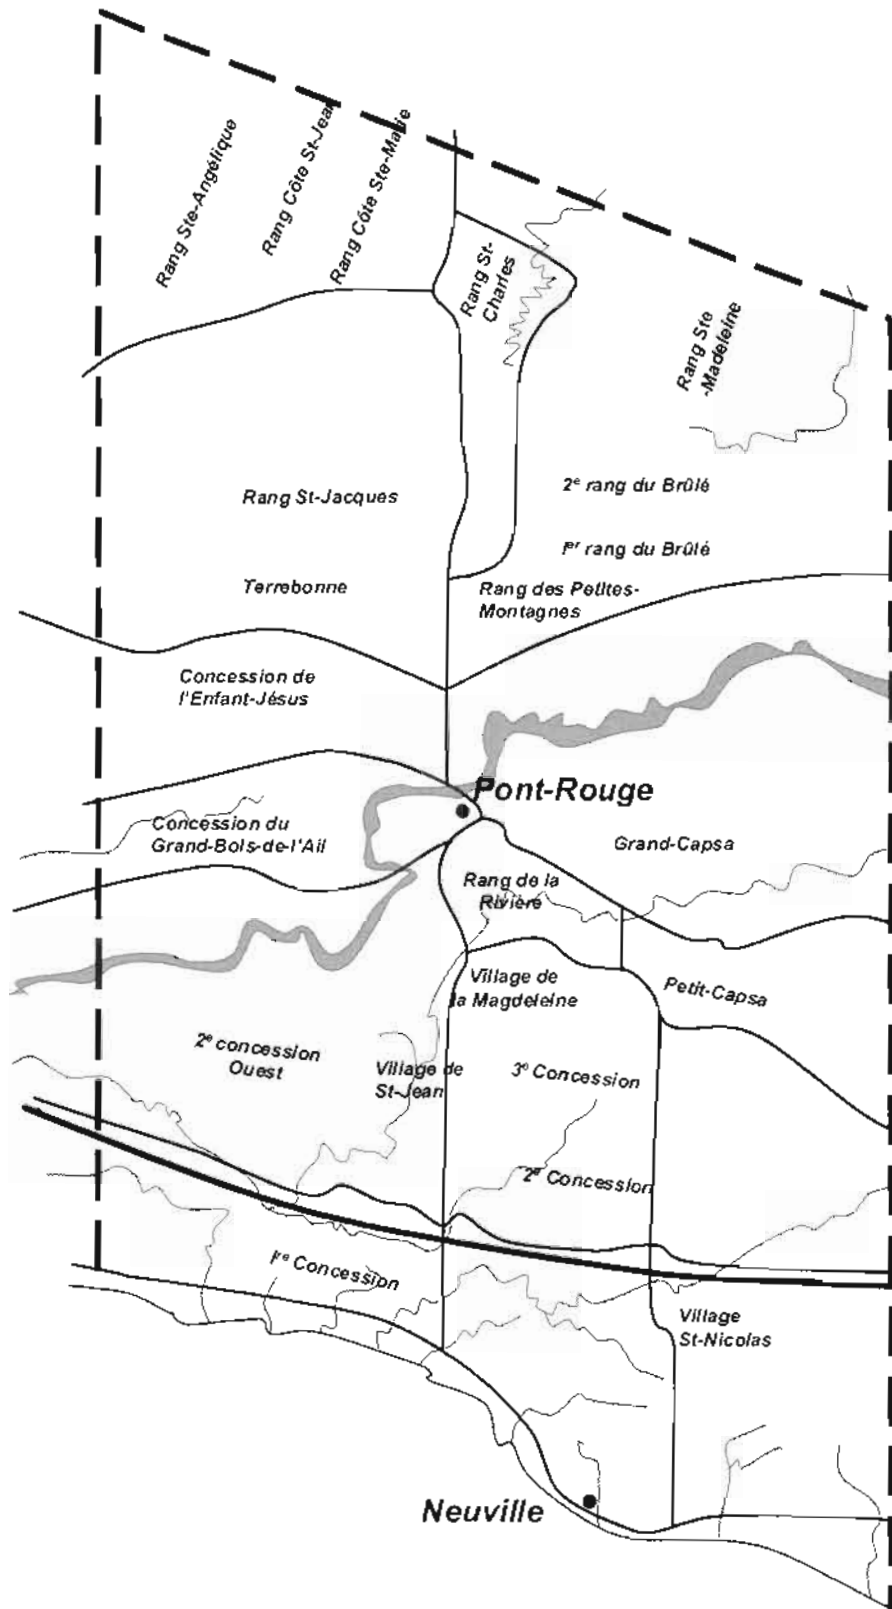 Rang Ste-Angélique
Rang Côte St-Jean
Rang Côte Ste-Marie
Rang St-
Charles
Rang Ste
-Madeleine
Rang St-Jacques
2e rang du Brûlé
1er rang du Brûlé
Terrebonne
Rang des Petites-
Montagnes
Concession de
l'Enfant-Jésus
Pont-Rouge
Concession du
Grand-Bois-de-l'Ail
Grand-Capsa
Rang de la
Rivière
Village de
la Magdeleine
Petit-Capsa
2e concession
Ouest
Village de
St-Jean
3e Concession
2e Concession
1re Concession
Village
St-Nicolas
Neuville